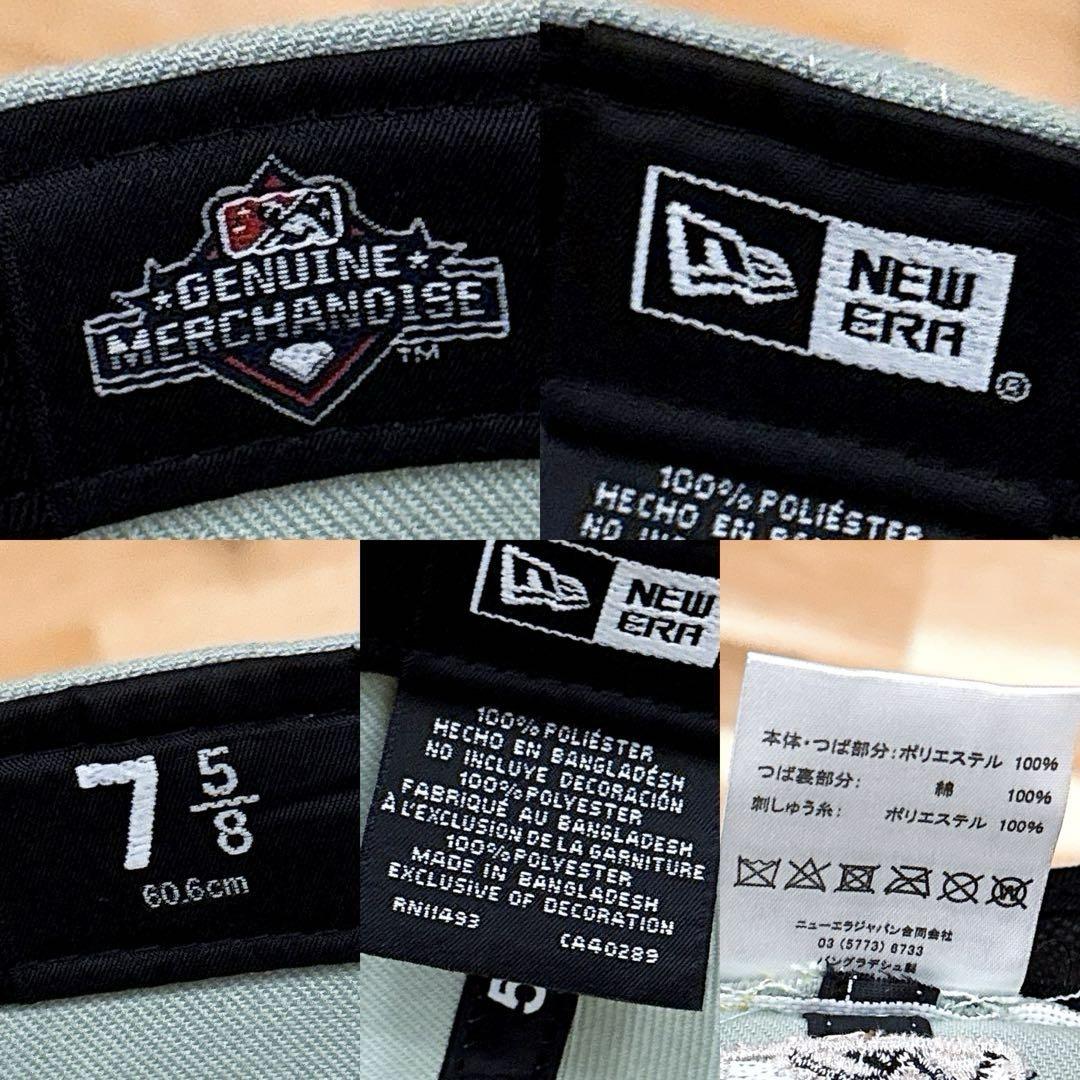 GENUINE
MERCHANDISE
TM
NEW
ERA
®
100% POLIÉSTER
HECHO EN
7 5/8
60.6cm
NEW
ERA
100% POLIÉSTER
HECHO EN BANGLADÉSH
NO INCLUYE DECORACIÓN
100% POLYESTER
FABRIQUÉ AU BANGLADESH
À L'EXCLUSION DE LA GARNITURE
100% POLYESTER
MADE IN BANGLADESH
EXCLUSIVE OF DECORATION
RN11493 CA40289
5
本体・つば部分:ポリエステル 100%
つば裏部分: 綿 100%
刺しゅう糸: ポリエステル 100%
W
ニューエラジャパン合同会社
03 (5773) 8733
バングラデシュ製